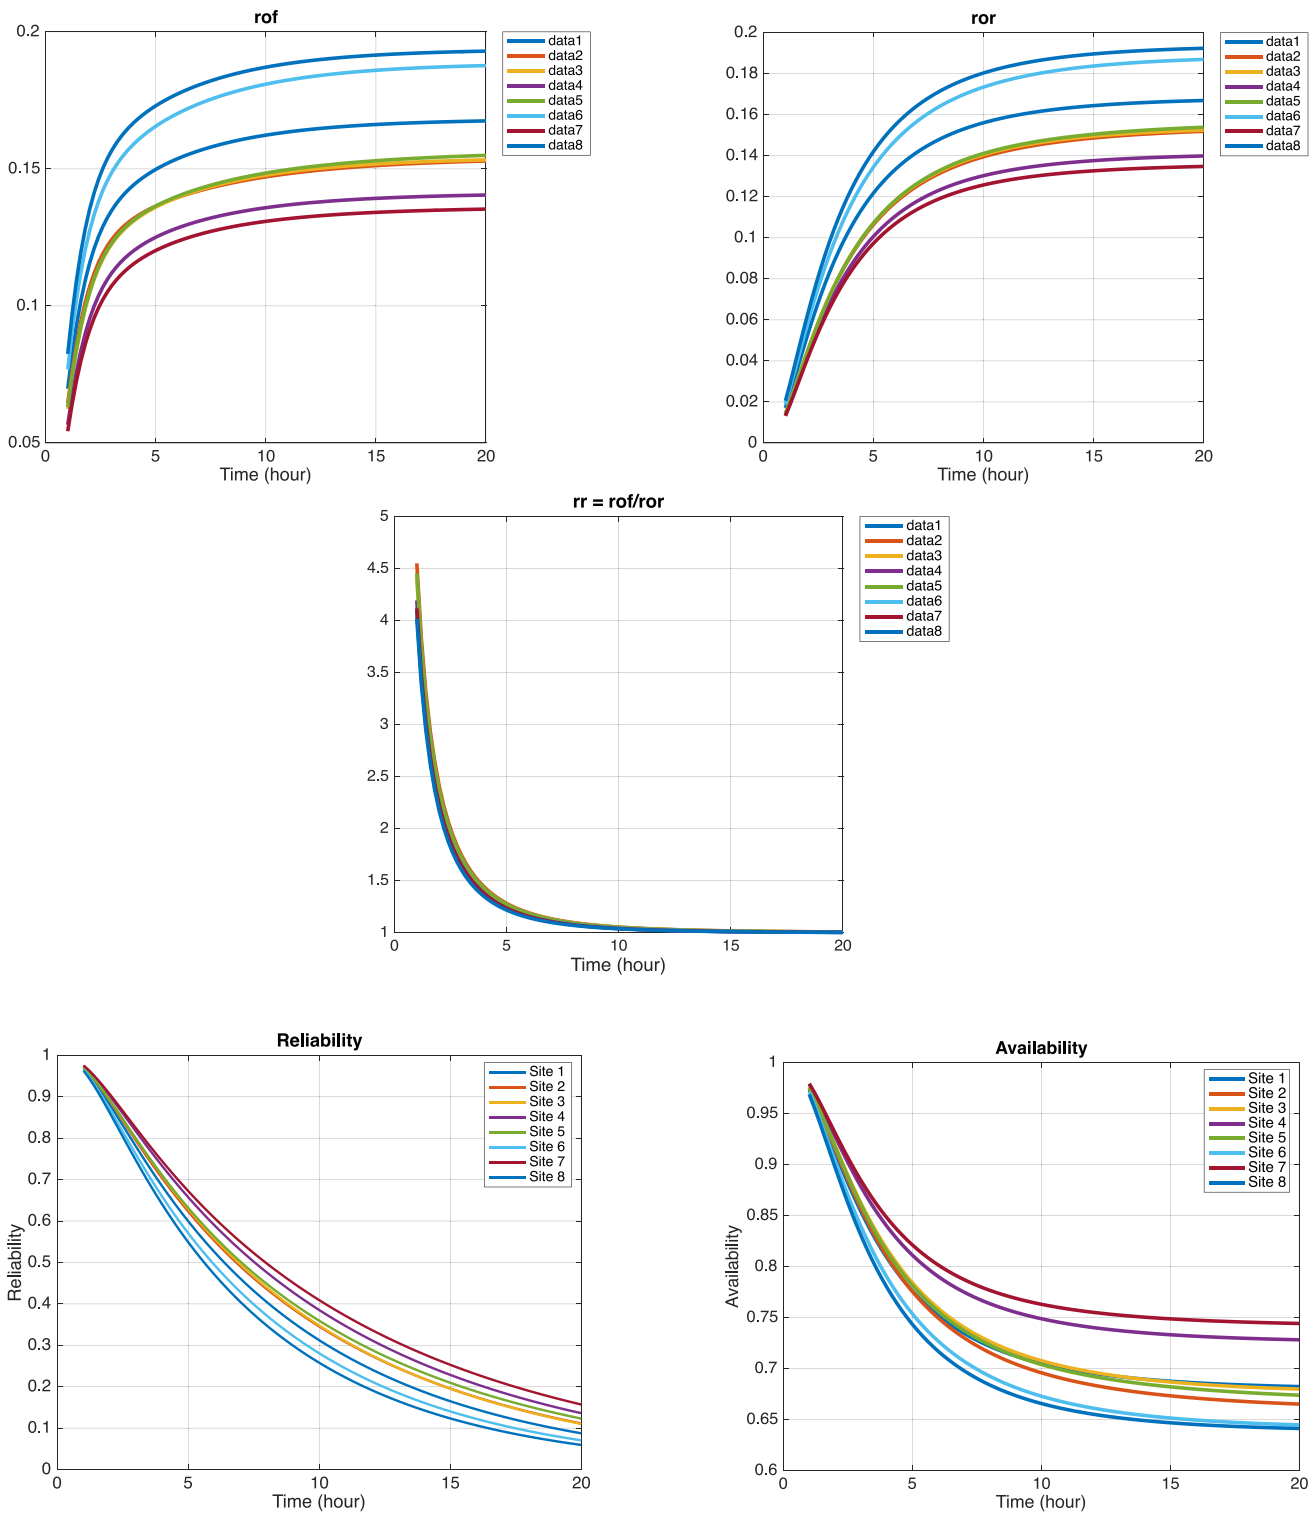 rof
0.2
0.15
0.1
0.05
0
5
10
15
20
Time (hour)
data1
data2
data3
data4
data5
data6
data7
data8
ror
0.2
0.18
0.16
0.14
0.12
0.1
0.08
0.06
0.04
0.02
0
0
5
10
15
20
Time (hour)
data1
data2
data3
data4
data5
data6
data7
data8
rr = rof/ror
5
4.5
4
3.5
3
2.5
2
1.5
1
0
5
10
15
20
Time (hour)
data1
data2
data3
data4
data5
data6
data7
data8
Reliability
Reliability
1
0.9
0.8
0.7
0.6
0.5
0.4
0.3
0.2
0.1
0
0
5
10
15
20
Time (hour)
Site 1
Site 2
Site 3
Site 4
Site 5
Site 6
Site 7
Site 8
Availability
Availability
1
0.95
0.9
0.85
0.8
0.75
0.7
0.65
0.6
0
5
10
15
20
Time (hour)
Site 1
Site 2
Site 3
Site 4
Site 5
Site 6
Site 7
Site 8